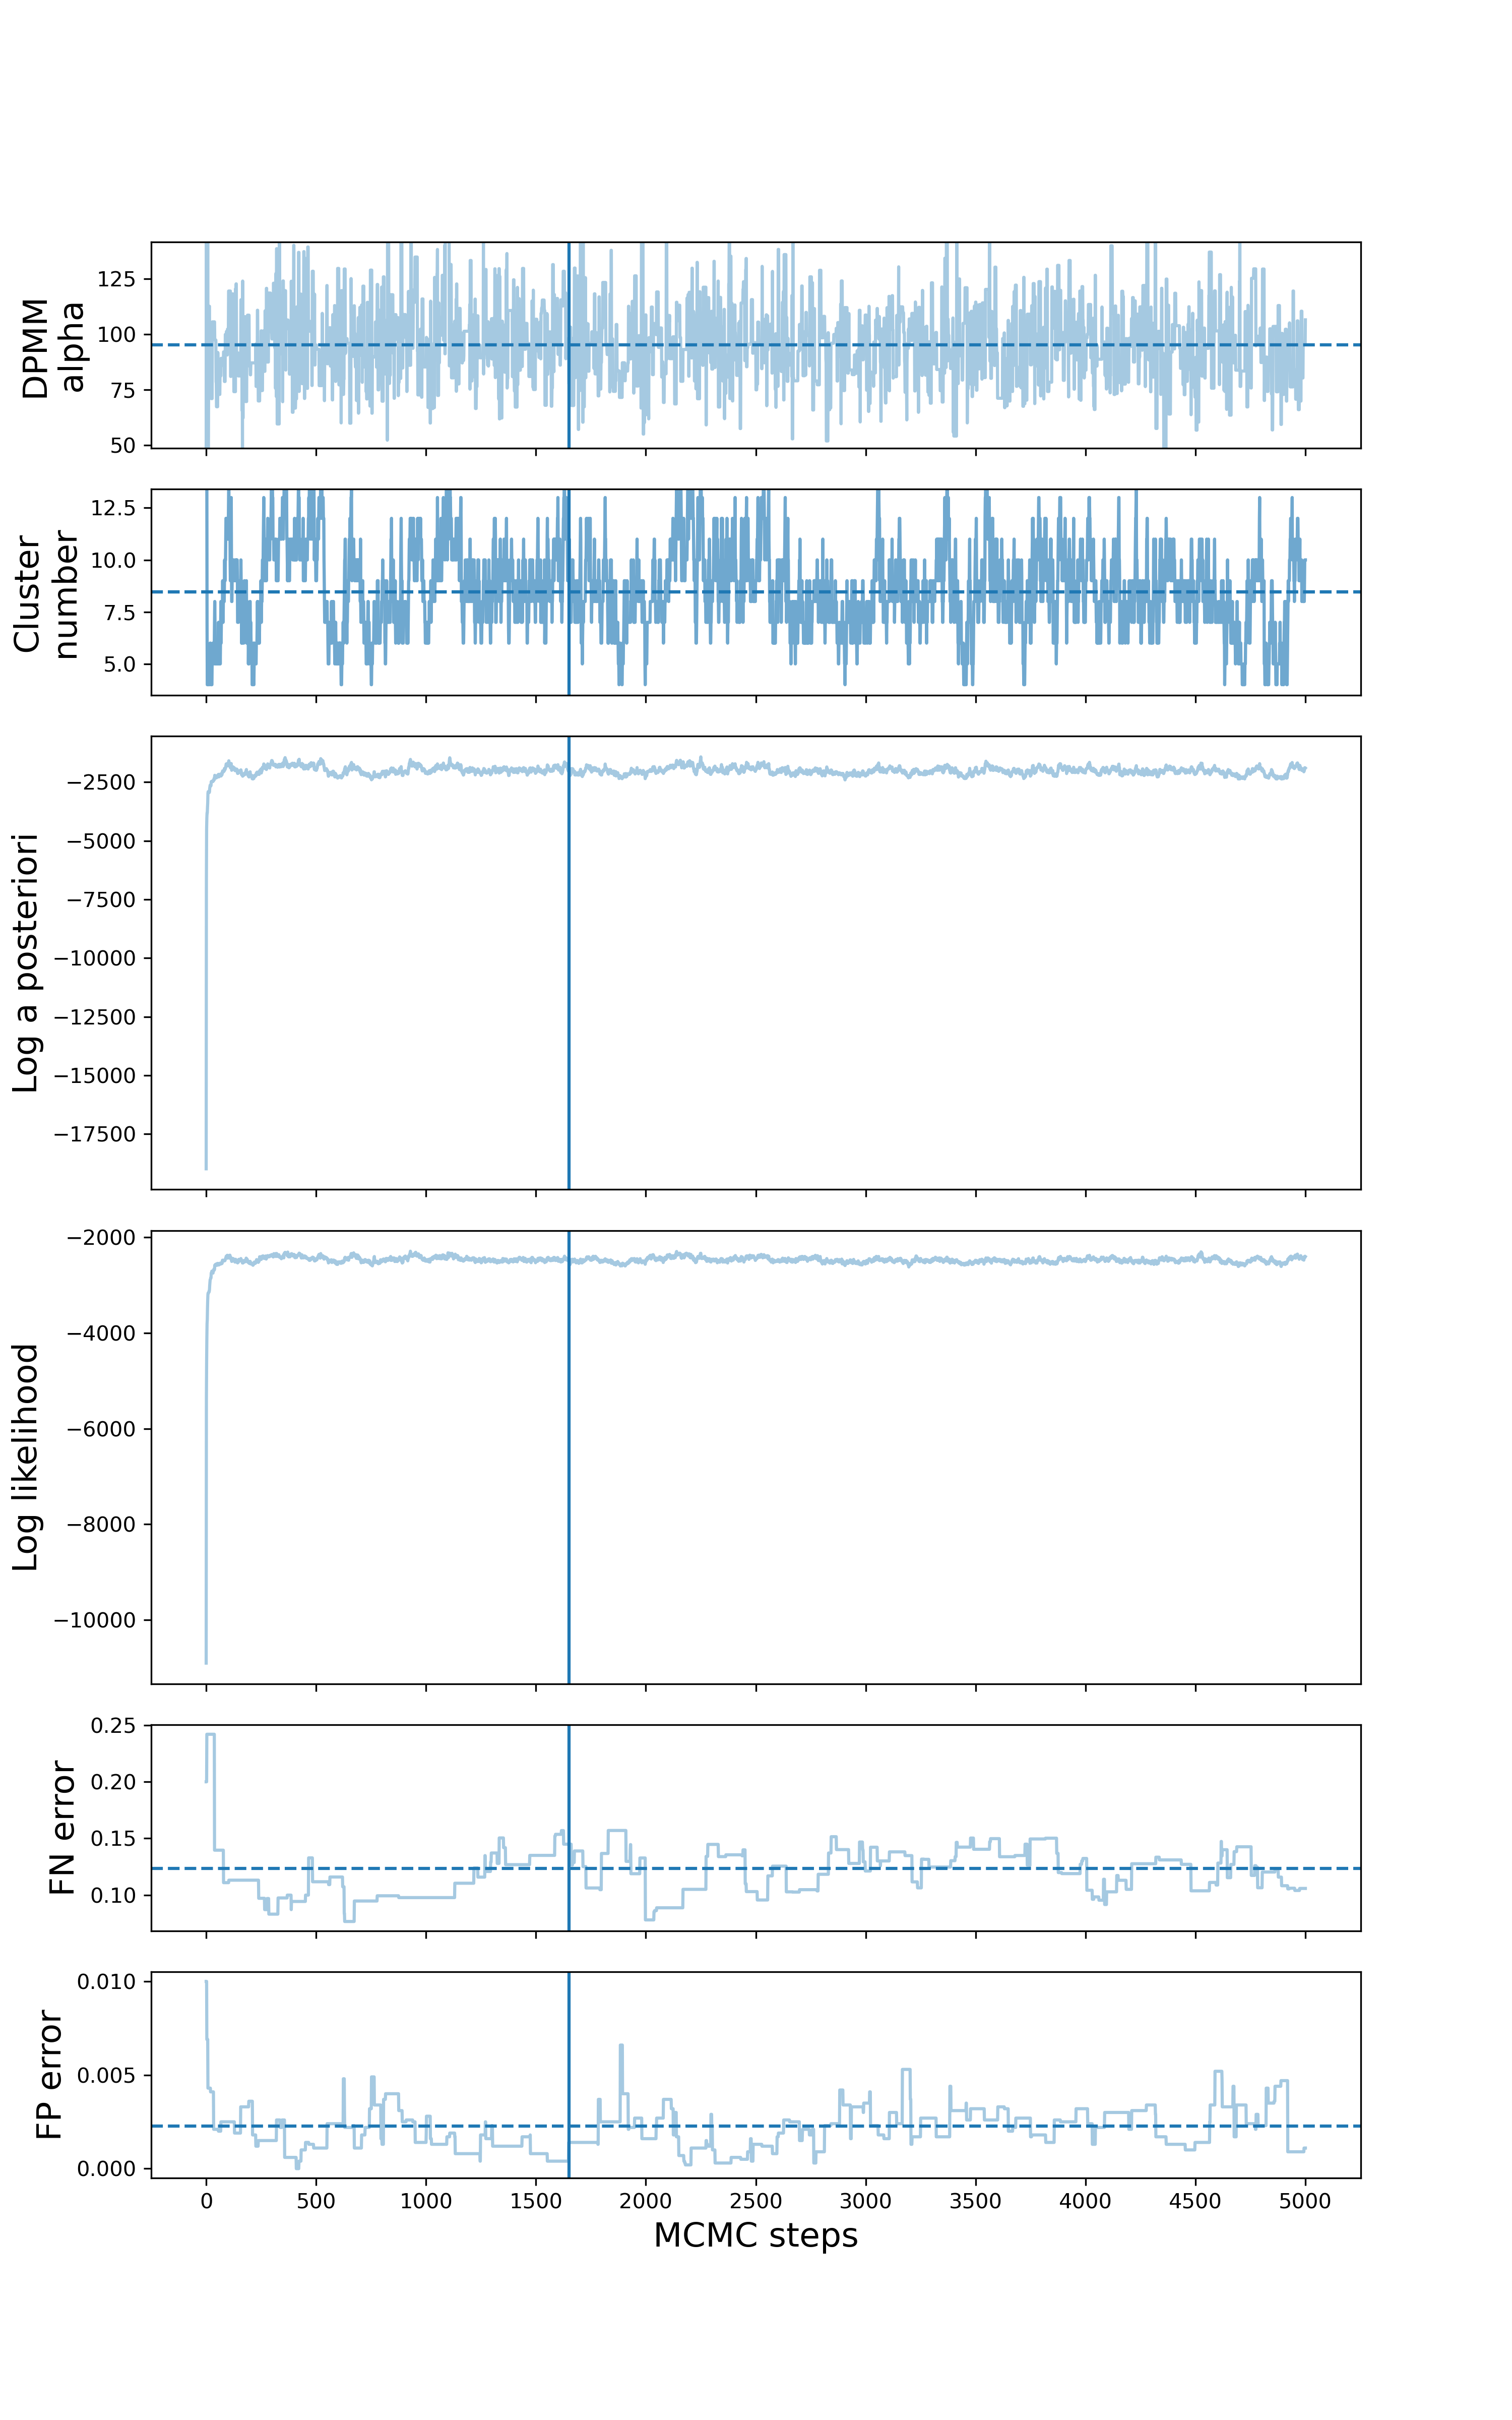 DPMM
alpha
125
100
75
50
Cluster
number
12.5
10.0
7.5
5.0
Log a posteriori
−2500
−5000
−7500
−10000
−12500
−15000
−17500
Log likelihood
−2000
−4000
−6000
−8000
−10000
FN error
0.25
0.20
0.15
0.10
FP error
0.010
0.005
0.000
0 500 1000 1500 2000 2500 3000 3500 4000 4500 5000
MCMC steps